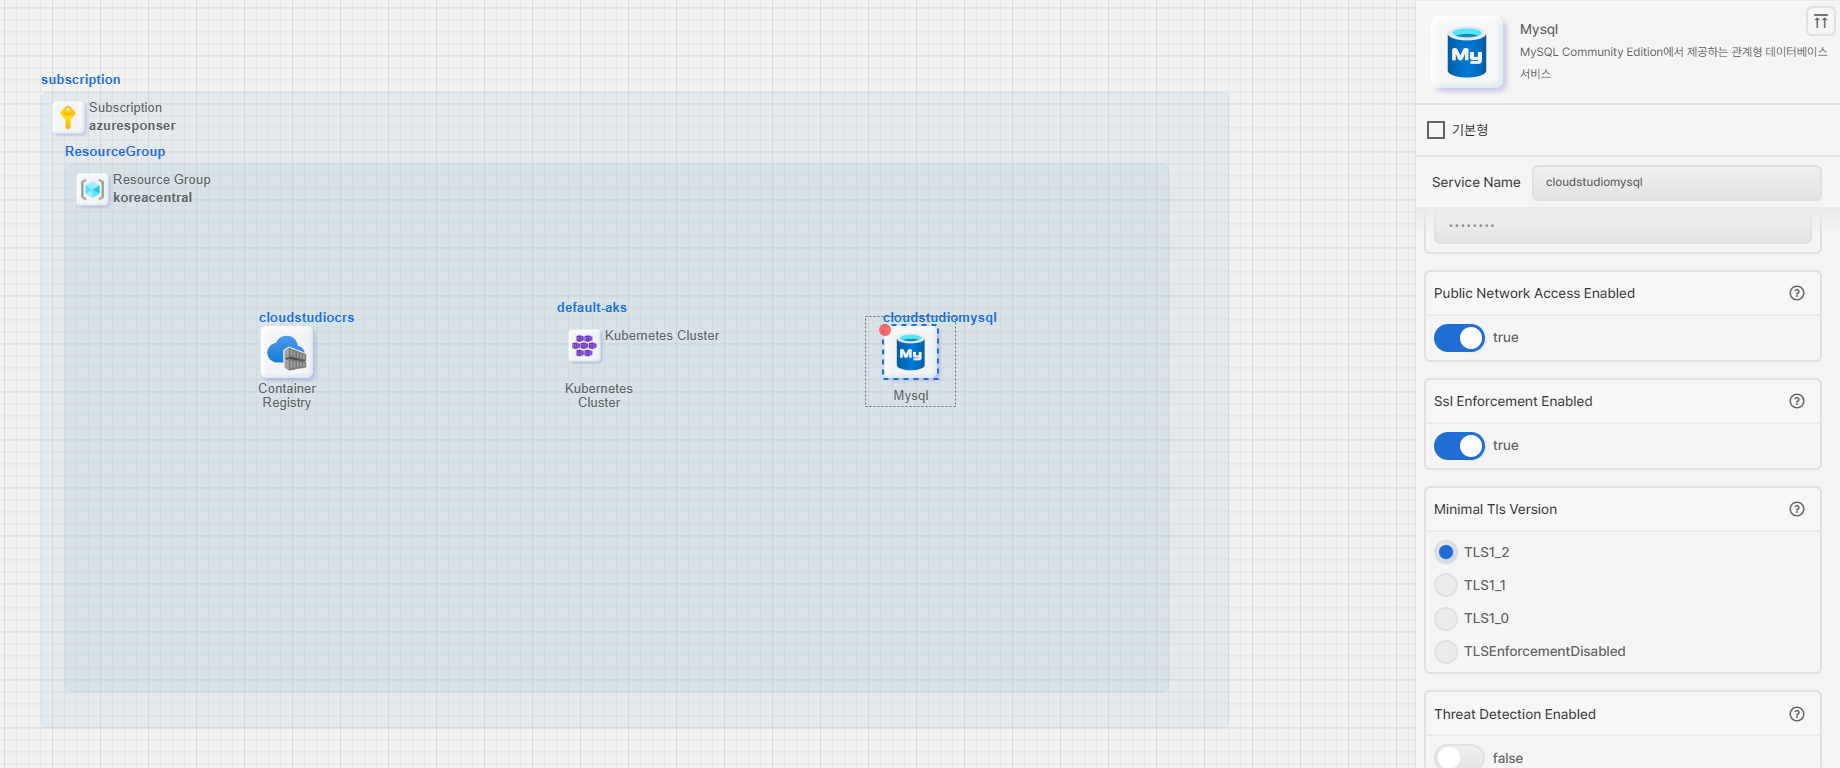 subscription
Subscription
azuresponser
ResourceGroup
Resource Group
koreacentral
cloudstudiocrs
Container
Registry
default-aks
Kubernetes Cluster
Kubernetes
Cluster
cloudstudiomysql
My
Mysql
My
Mysql
MySQL Community Edition에서 제공하는 관계형 데이터베이스
서비스
기본형
Service Name
cloudstudiomysql
········
Public Network Access Enabled
?
true
Ssl Enforcement Enabled
?
true
Minimal Tls Version
?
TLS1_2
TLS1_1
TLS1_0
TLSEnforcementDisabled
Threat Detection Enabled
?
false